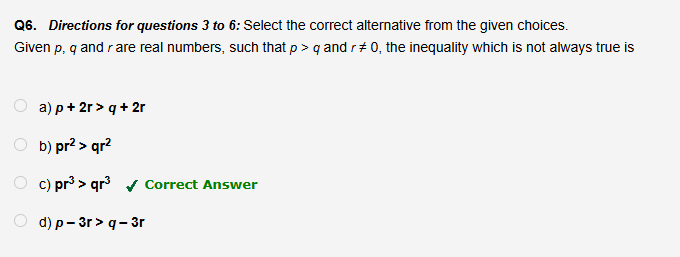 Q6. Directions for questions 3 to 6: Select the correct alternative from the given choices.
Given p, q and r are real numbers, such that p > q and r ≠ 0, the inequality which is not always true is
a) p + 2r > q + 2r
b) pr² > qr²
c) pr³ > qr³ ✓ Correct Answer
d) p – 3r > q – 3r